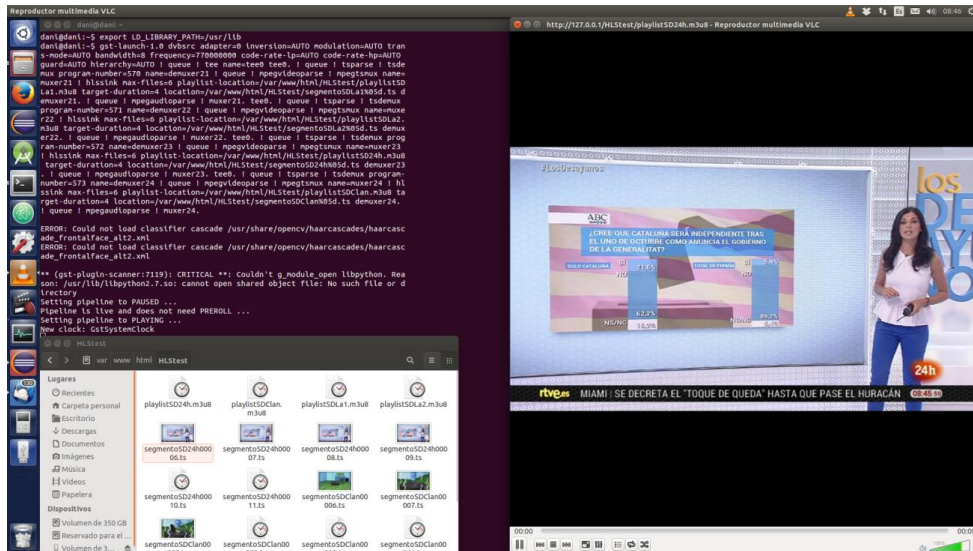 Reproductor multimedia VLC
Es
08:46
dani@dani: ~
dani@dani:~$ export LD_LIBRARY_PATH=/usr/lib
dani@dani:~$ gst-launch-1.0 dvbsrc adapter=0 inversion=AUTO modulation=AUTO tran
s-mode=AUTO bandwidth=8 frequency=770000000 code-rate-lp=AUTO code-rate-hp=AUTO
guard=AUTO hierarchy=AUTO ! queue ! tee name=tee0 tee0. ! queue ! tsparse ! tsde
mux program-number=570 name=demuxer21 ! queue ! mpegvideoparse ! mpegtsmux name=
muxer21 ! hlssink max-files=6 playlist-location=/var/www/html/HLStest/playlistSD
La1.m3u8 target-duration=4 location=/var/www/html/HLStest/segmentoSDLa1%05d.ts d
emuxer21. ! queue ! mpegaudioparse ! muxer21. tee0. ! queue ! tsparse ! tsdemux
program-number=571 name=demuxer22 ! queue ! mpegvideoparse ! mpegtsmux name=muxe
r22 ! hlssink max-files=6 playlist-location=/var/www/html/HLStest/playlistSDLa2.
m3u8 target-duration=4 location=/var/www/html/HLStest/segmentoSDLa2%05d.ts demux
er22. ! queue ! mpegaudioparse ! muxer22. tee0. ! queue ! tsparse ! tsdemux prog
ram-number=572 name=demuxer23 ! queue ! mpegvideoparse ! mpegtsmux name=muxer23
! hlssink max-files=6 playlist-location=/var/www/html/HLStest/playlistSD24h.m3u8
target-duration=4 location=/var/www/html/HLStest/segmentoSD24h%05d.ts demuxer23
. ! queue ! mpegaudioparse ! muxer23. tee0. ! queue ! tsparse ! tsdemux program-
number=573 name=demuxer24 ! queue ! mpegvideoparse ! mpegtsmux name=muxer24 ! hl
ssink max-files=6 playlist-location=/var/www/html/HLStest/playlistSDClan.m3u8 ta
rget-duration=4 location=/var/www/html/HLStest/segmentoSDClan%05d.ts demuxer24.
! queue ! mpegaudioparse ! muxer24.
ERROR: Could not load classifier cascade /usr/share/opencv/haarcascades/haarcasc
ade_frontalface_alt2.xml
ERROR: Could not load classifier cascade /usr/share/opencv/haarcascades/haarcasc
ade_frontalface_alt2.xml
** (gst-plugin-scanner:7119): CRITICAL **: Couldn't g_module_open libpython. Rea
son: /usr/lib/libpython2.7.so: cannot open shared object file: No such file or d
irectory
Setting pipeline to PAUSED ...
Pipeline is live and does not need PREROLL ...
Setting pipeline to PLAYING ...
New clock: GstSystemClock
HLStest
var www html HLStest
Lugares
Recientes
Carpeta personal
Escritorio
Descargas
Documentos
Imágenes
Música
Vídeos
Papelera
Dispositivos
Volumen de 350 GB
Reservado para el ...
Volumen de 3...
playlistSD24h.m3u8
playlistSDClan.
m3u8
playlistSDLa1.m3u8
playlistSDLa2.m3u8
segmentoSD24h000
06.ts
segmentoSD24h000
07.ts
segmentoSD24h000
08.ts
segmentoSD24h000
09.ts
segmentoSD24h000
10.ts
segmentoSD24h000
11.ts
segmentoSDClan00
006.ts
segmentoSDClan00
007.ts
segmentoSDClan00
segmentoSDClan00
segmentoSDClan00
segmentoSDClan00
http://127.0.0.1/HLStest/playlistSD24h.m3u8 - Reproductor multimedia VLC
#LosDesayunos
ABC
¿CREE QUE CATALUÑA SERÁ INDEPENDIENTE TRAS
EL UNO DE OCTUBRE COMO ANUNCIA EL GOBIERNO
DE LA GENERALITAT?
SOLO CATALUÑA
SÍ
NO
62,2%
NS/NC
TOTAL DE ESPAÑA
SÍ
NO
NS/NC
los
DE
24h
rtve.es
MIAMI | SE DECRETA EL "TOQUE DE QUEDA" HASTA QUE PASE EL HURACÁN
08:45
00:00